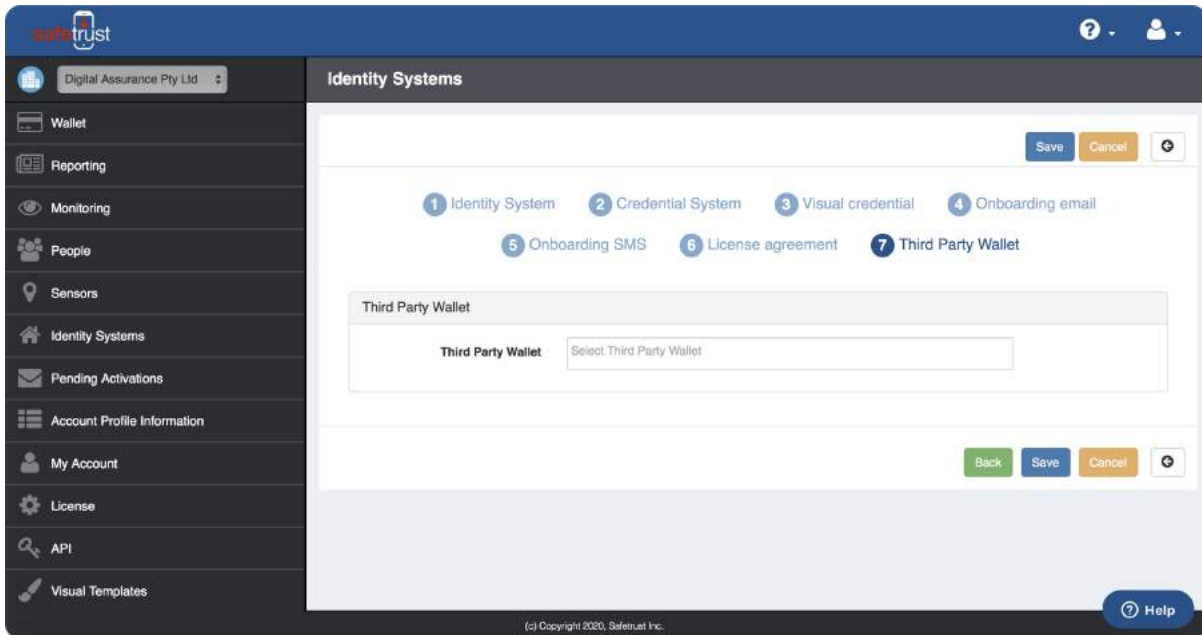 safetrust
Digital Assurance Pty Ltd
Identity Systems
Wallet
Reporting
Monitoring
People
Sensors
Identity Systems
Pending Activations
Account Profile Information
My Account
License
API
Visual Templates
Save Cancel
1 Identity System 2 Credential System 3 Visual credential 4 Onboarding email
5 Onboarding SMS 6 License agreement 7 Third Party Wallet
Third Party Wallet
Third Party Wallet Select Third Party Wallet
Back Save Cancel
? Help
(c) Copyright 2020, Safetrust Inc.